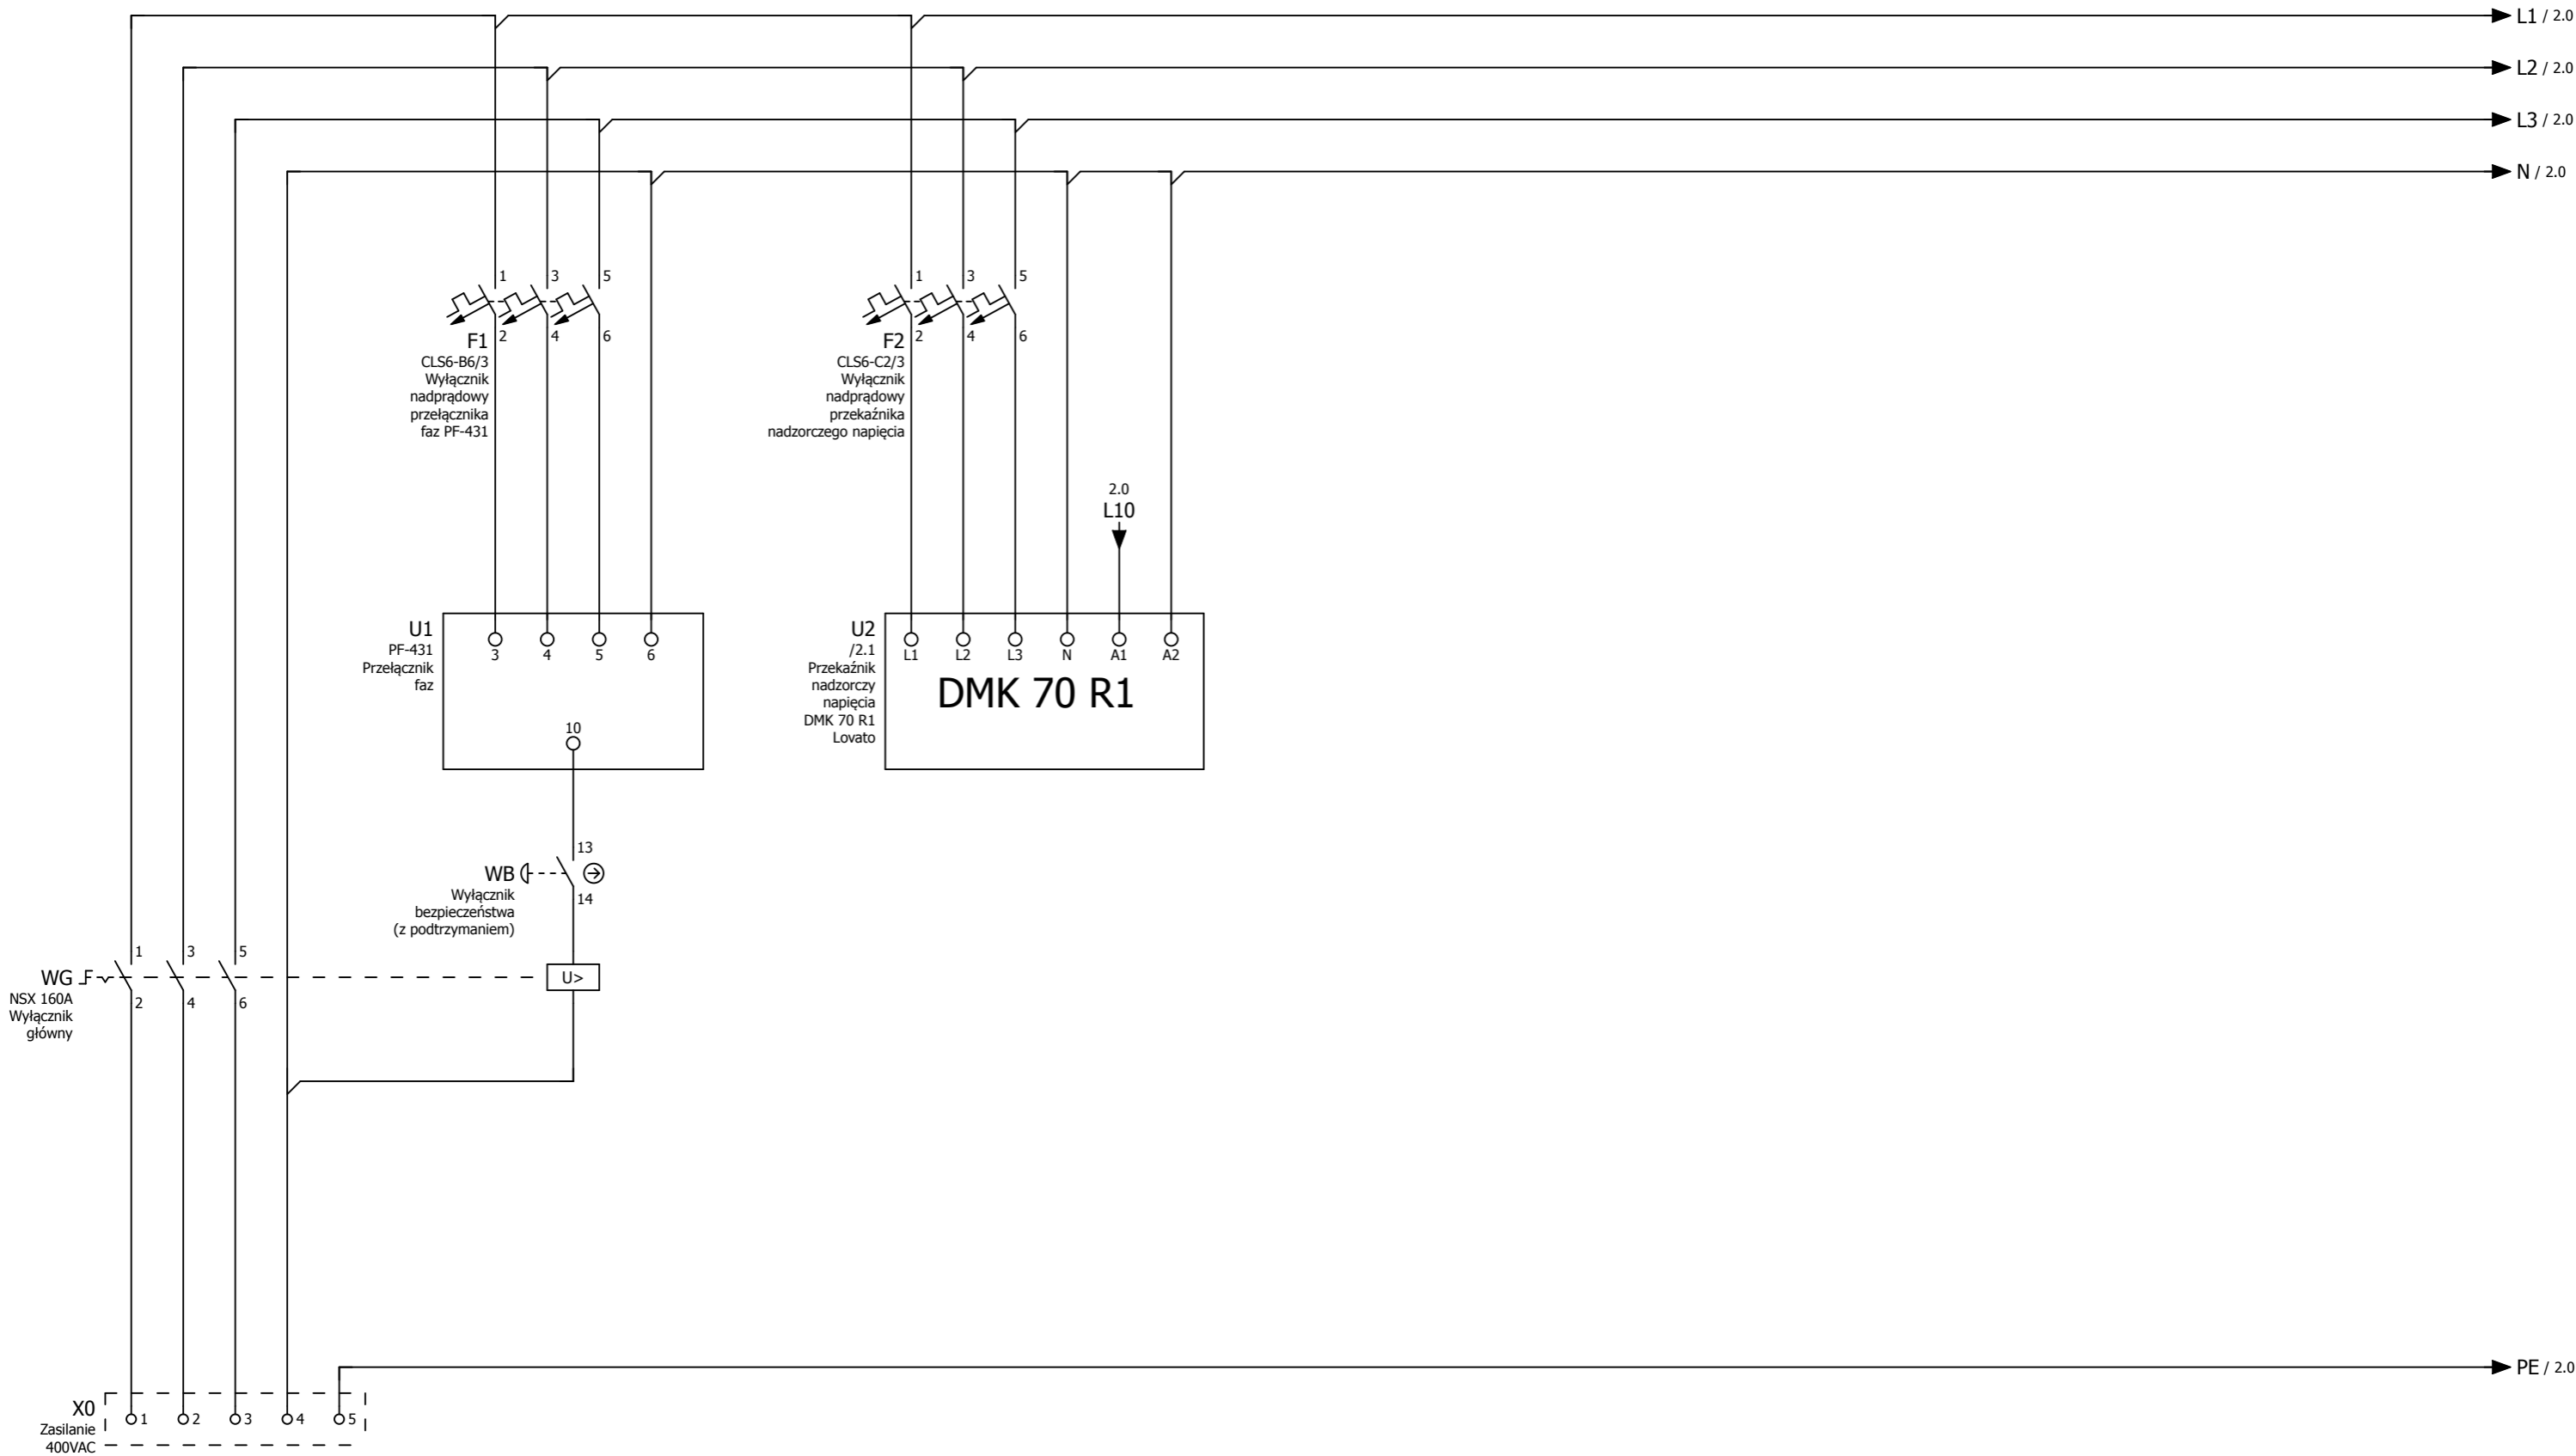 L1 / 2.0
L2 / 2.0
L3 / 2.0
N / 2.0
1 3 5
2 4 6
F1
CLS6-B6/3
Wyłącznik
nadprądowy
przełącznika
faz PF-431
1 3 5
2 4 6
F2
CLS6-C2/3
Wyłącznik
nadprądowy
przekaźnika
nadzorczego napięcia
2.0
L10
U1
PF-431
Przełącznik
faz
3 4 5 6
10
U2
/2.1
Przekaźnik
nadzorczy
napięcia
DMK 70 R1
Lovato
L1 L2 L3 N A1 A2
DMK 70 R1
13
14
WB
Wyłącznik
bezpieczeństwa
(z podtrzymaniem)
1 3 5
2 4 6
WG
NSX 160A
Wyłącznik
główny
U>
PE / 2.0
X0
Zasilanie
400VAC
1 2 3 4 5